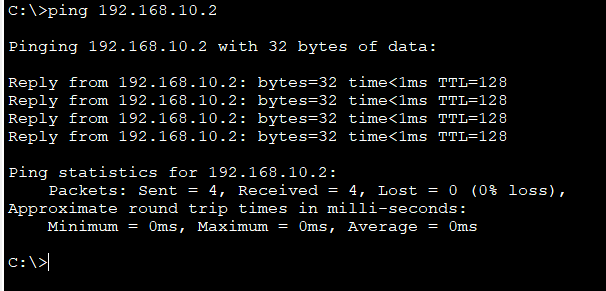 C:\>ping 192.168.10.2
Pinging 192.168.10.2 with 32 bytes of data:
Reply from 192.168.10.2: bytes=32 time<1ms TTL=128
Reply from 192.168.10.2: bytes=32 time<1ms TTL=128
Reply from 192.168.10.2: bytes=32 time<1ms TTL=128
Reply from 192.168.10.2: bytes=32 time<1ms TTL=128
Ping statistics for 192.168.10.2:
    Packets: Sent = 4, Received = 4, Lost = 0 (0% loss),
Approximate round trip times in milli-seconds:
    Minimum = 0ms, Maximum = 0ms, Average = 0ms
C:\>